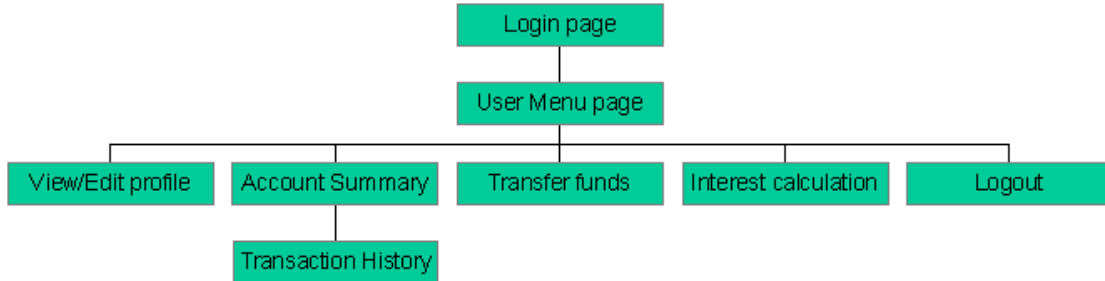 Login page
User Menu page
View/Edit profile
Account Summary
Transfer funds
Interest calculation
Logout
Transaction History